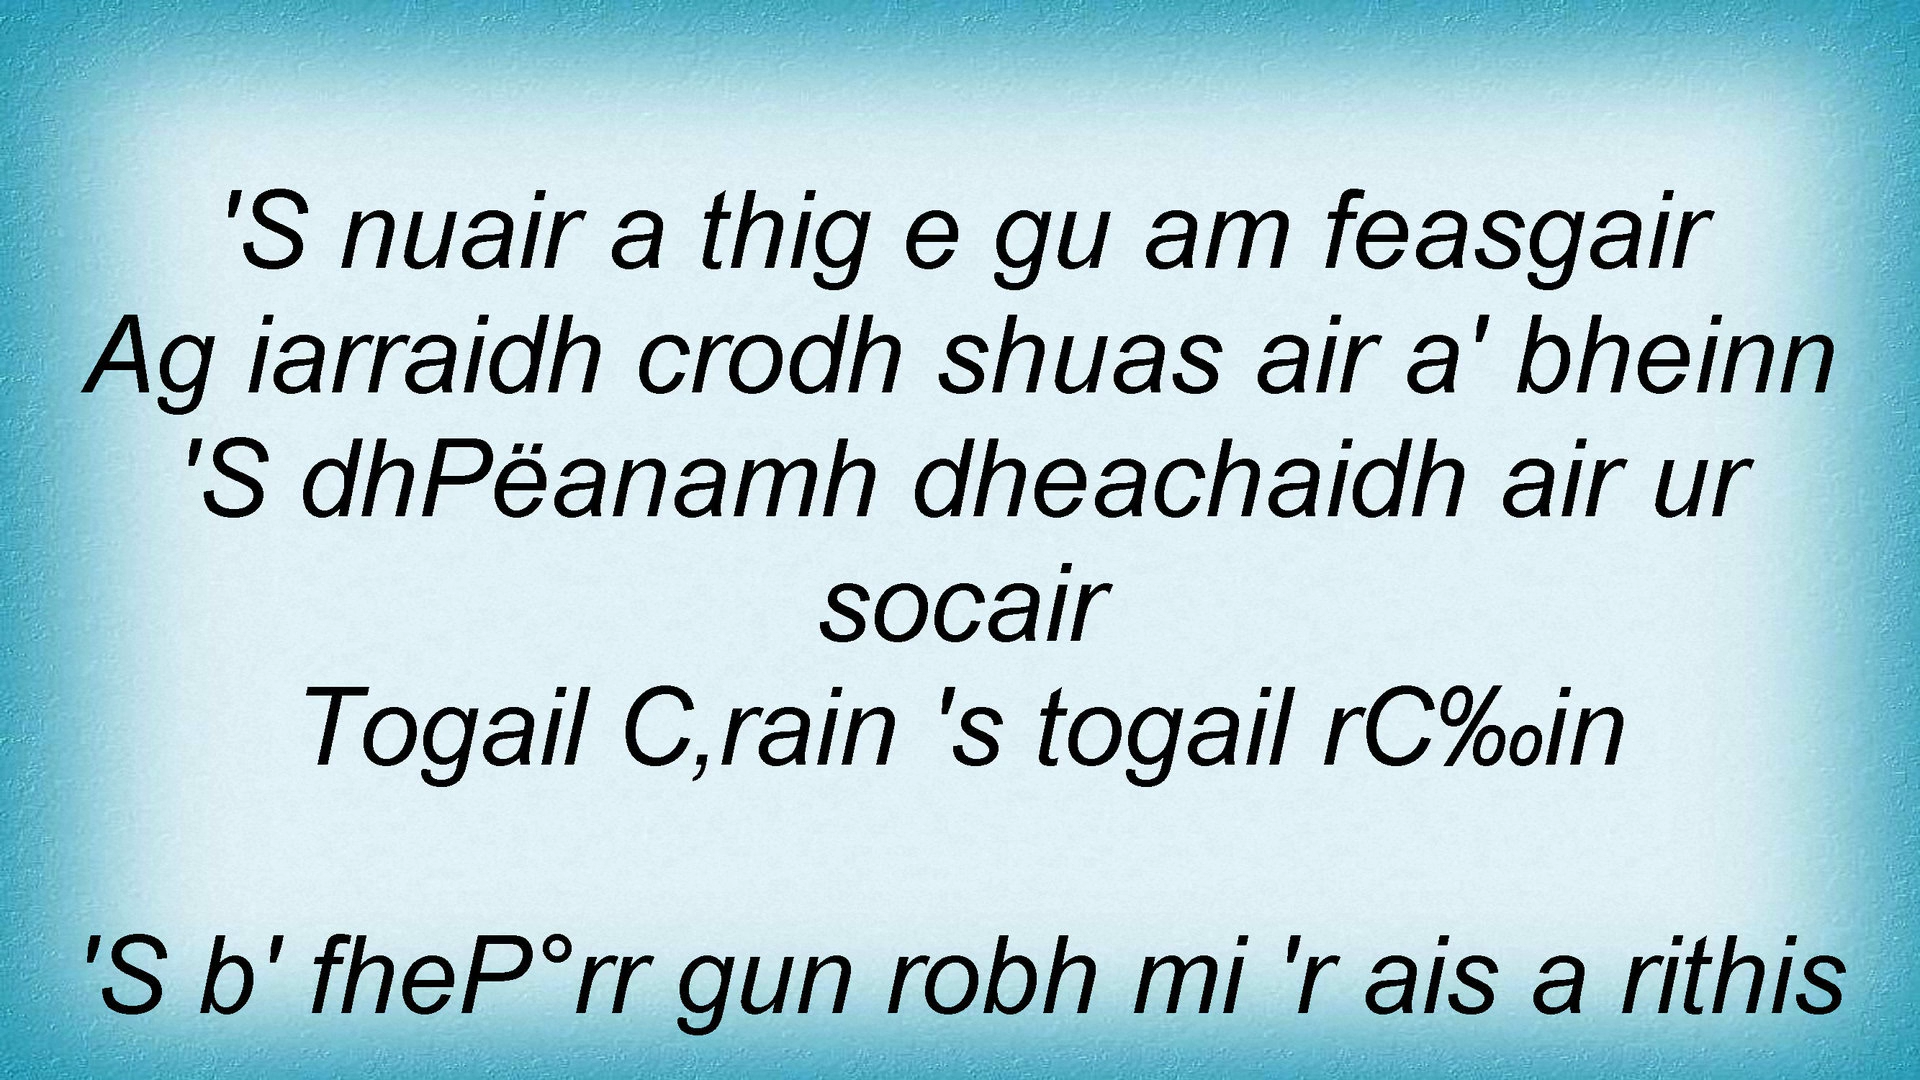 'S nuair a thig e gu am feasgair
Ag iarraidh crodh shuas air a' bheinn
'S dhPëanamh dheachaidh air ur
socair
Togail C‚rain 's togail rC‰in
'S b' fheP°rr gun robh mi 'r ais a rithis